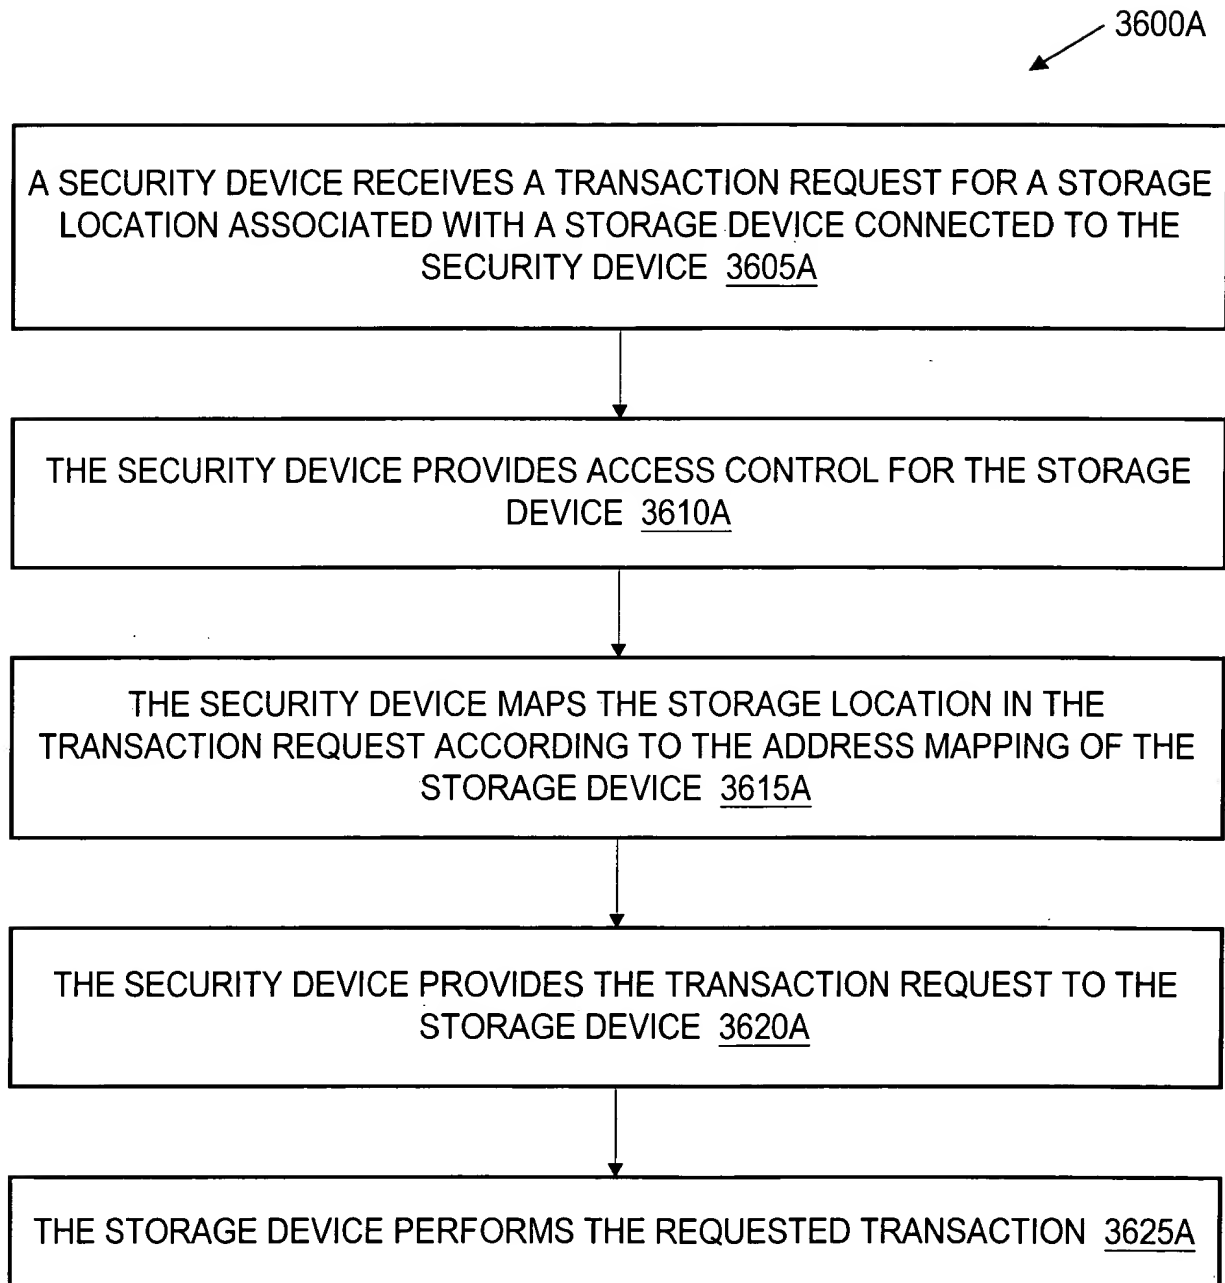 3600A
A SECURITY DEVICE RECEIVES A TRANSACTION REQUEST FOR A STORAGE
LOCATION ASSOCIATED WITH A STORAGE DEVICE CONNECTED TO THE
SECURITY DEVICE 3605A
THE SECURITY DEVICE PROVIDES ACCESS CONTROL FOR THE STORAGE
DEVICE 3610A
THE SECURITY DEVICE MAPS THE STORAGE LOCATION IN THE
TRANSACTION REQUEST ACCORDING TO THE ADDRESS MAPPING OF THE
STORAGE DEVICE 3615A
THE SECURITY DEVICE PROVIDES THE TRANSACTION REQUEST TO THE
STORAGE DEVICE 3620A
THE STORAGE DEVICE PERFORMS THE REQUESTED TRANSACTION 3625A